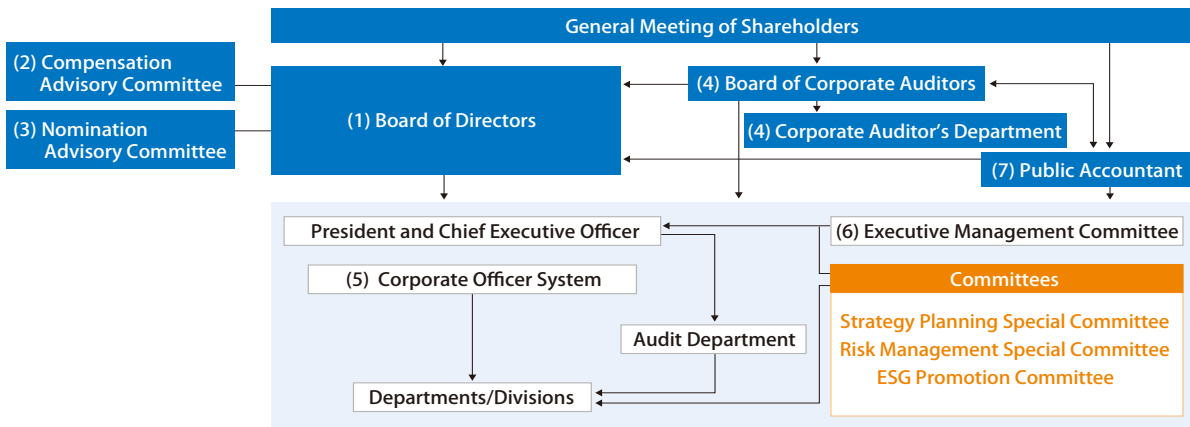 General Meeting of Shareholders
(2) Compensation
Advisory Committee
(3) Nomination
Advisory Committee
(1) Board of Directors
(4) Board of Corporate Auditors
(4) Corporate Auditor's Department
(7) Public Accountant
President and Chief Executive Officer
(6) Executive Management Committee
(5) Corporate Officer System
Committees
Strategy Planning Special Committee
Risk Management Special Committee
ESG Promotion Committee
Audit Department
Departments/Divisions